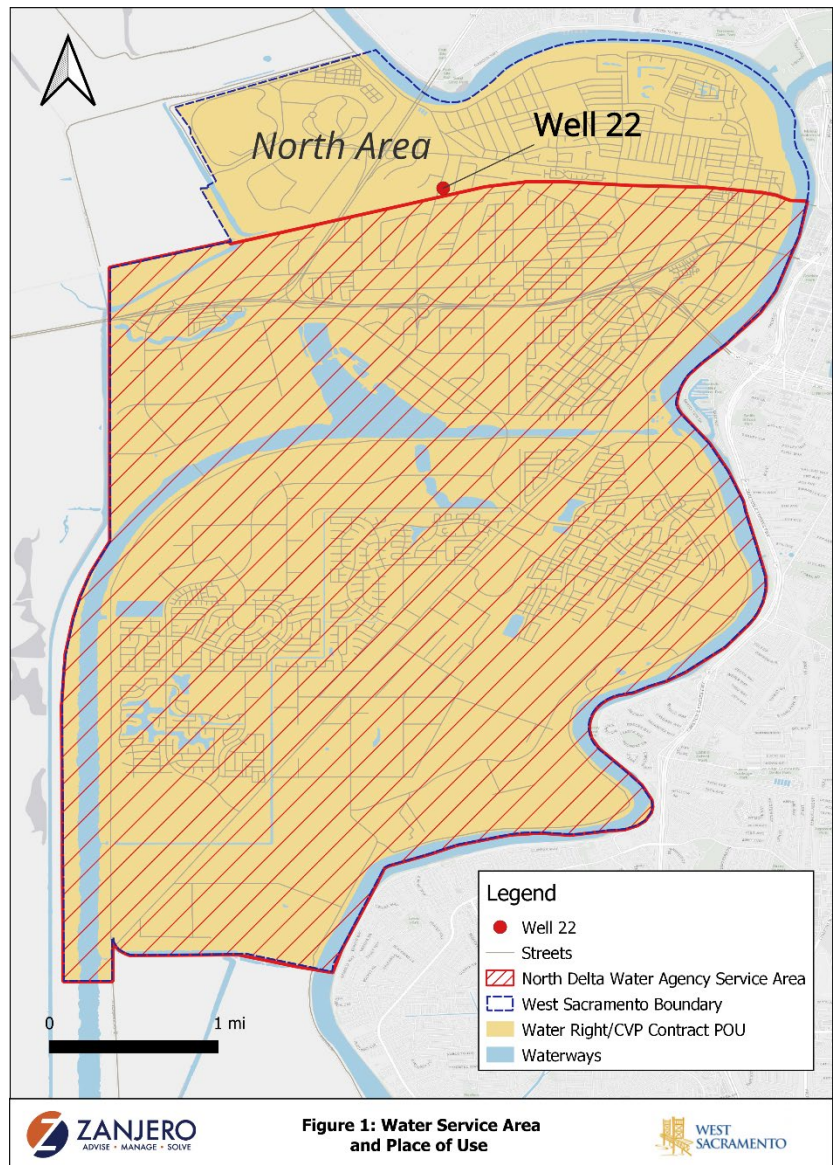 North Area
Well 22
Legend
Well 22
Streets
North Delta Water Agency Service Area
West Sacramento Boundary
Water Right/CVP Contract POU
Waterways
0 1 mi
ZANJERO
ADVISE • MANAGE • SOLVE
Figure 1: Water Service Area
and Place of Use
WEST
SACRAMENTO